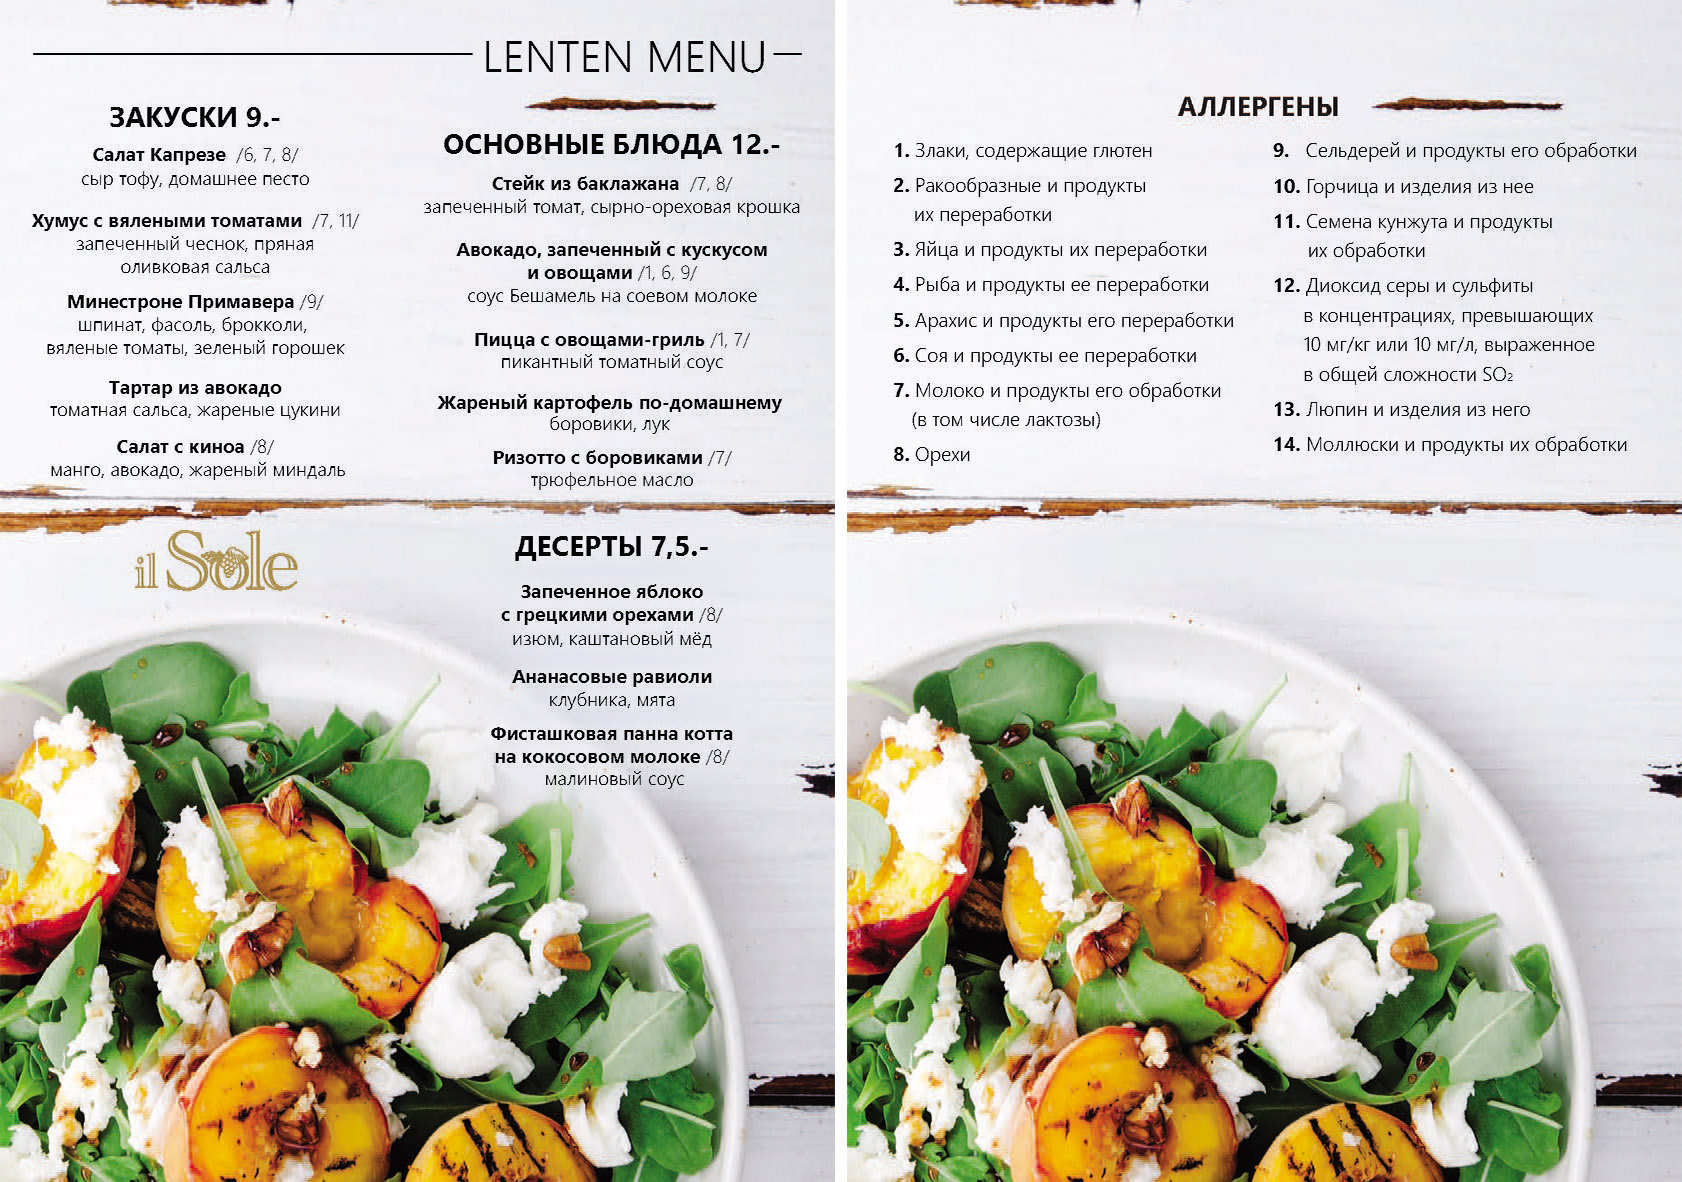 LENTEN MENU
ЗАКУСКИ 9.-
Салат Капрезе /6, 7, 8/
сыр тофу, домашнее песто
Хумус с вялеными томатами /7, 11/
запеченный чеснок, пряная
оливковая сальса
Минестроне Примавера /9/
шпинат, фасоль, брокколи,
вяленые томаты, зеленый горошек
Тартар из авокадо
томатная сальса, жареные цукини
Салат с киноа /8/
манго, авокадо, жареный миндаль
ОСНОВНЫЕ БЛЮДА 12.-
Стейк из баклажана /7, 8/
запеченный томат, сырно-ореховая крошка
Авокадо, запеченный с кускусом
и овощами /1, 6, 9/
соус Бешамель на соевом молоке
Пицца с овощами-гриль /1, 7/
пикантный томатный соус
Жареный картофель по-домашнему
боровики, лук
Ризотто с боровиками /7/
трюфельное масло
il Sole
ДЕСЕРТЫ 7,5.-
Запеченное яблоко
с грецкими орехами /8/
изюм, каштановый мёд
Ананасовые равиоли
клубника, мята
Фисташковая панна котта
на кокосовом молоке /8/
малиновый соус
АЛЛЕРГЕНЫ
1. Злаки, содержащие глютен
2. Ракообразные и продукты
их переработки
3. Яйца и продукты их переработки
4. Рыба и продукты ее переработки
5. Арахис и продукты его переработки
6. Соя и продукты ее переработки
7. Молоко и продукты его обработки
(в том числе лактозы)
8. Орехи
9. Сельдерей и продукты его обработки
10. Горчица и изделия из нее
11. Семена кунжута и продукты
их обработки
12. Диоксид серы и сульфиты
в концентрациях, превышающих
10 мг/кг или 10 мг/л, выраженное
в общей сложности SO₂
13. Люпин и изделия из него
14. Моллюски и продукты их обработки